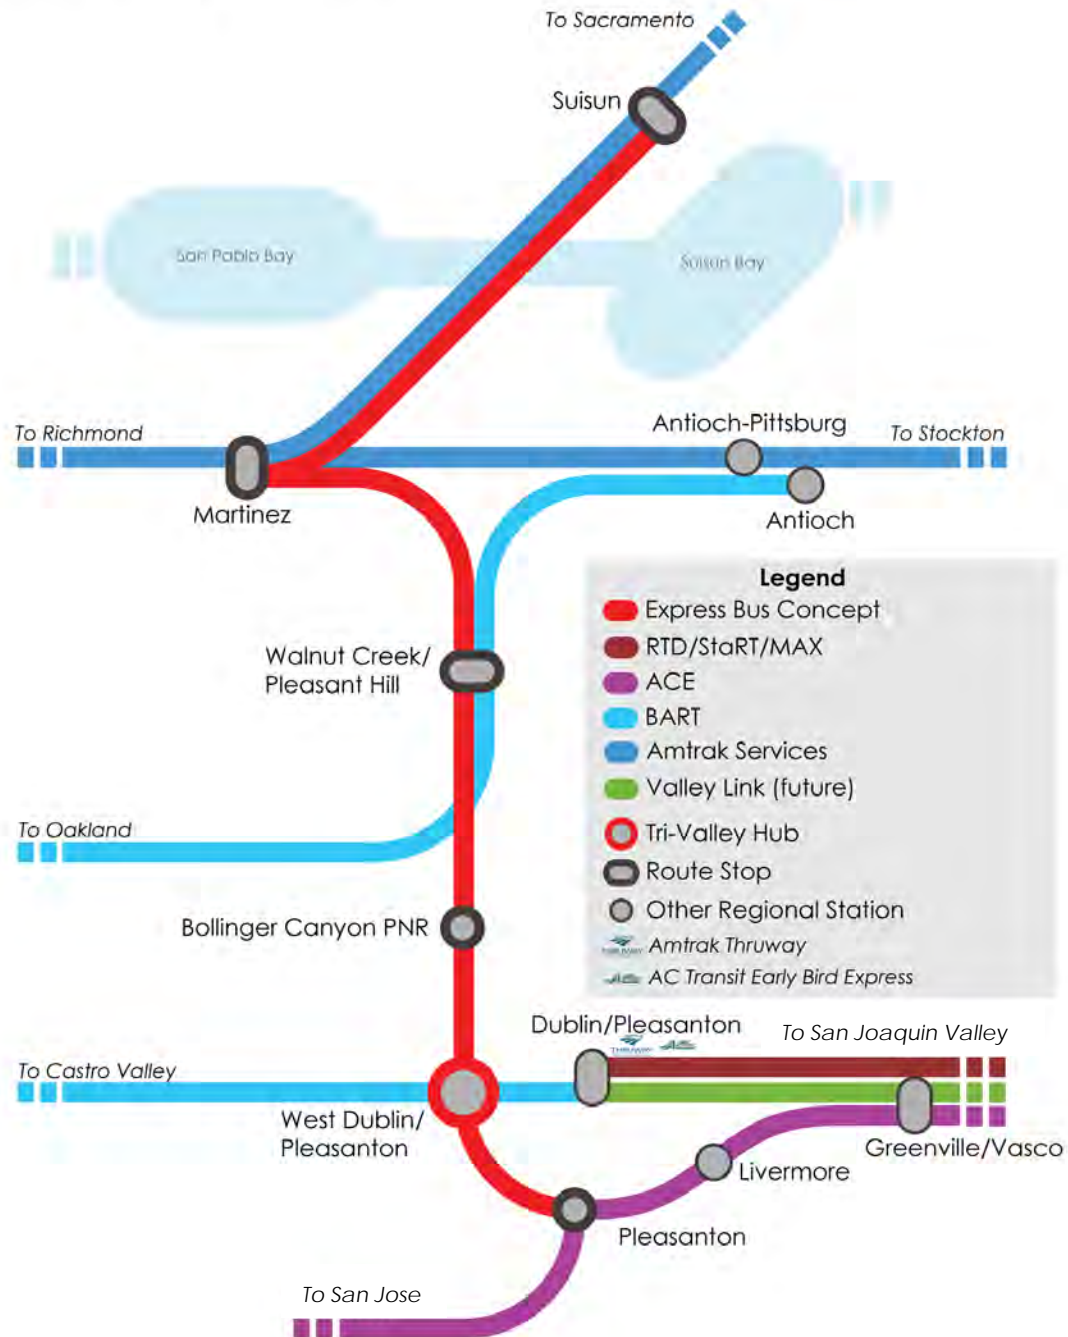 To Sacramento
Suisun
San Pablo Bay
Suisun Bay
To Richmond
Antioch-Pittsburg
To Stockton
Martinez
Antioch
Legend
Express Bus Concept
RTD/StaRT/MAX
ACE
BART
Amtrak Services
Valley Link (future)
Tri-Valley Hub
Route Stop
Other Regional Station
THRUWAY
Amtrak Thruway
AC Transit Early Bird Express
Walnut Creek/
Pleasant Hill
To Oakland
Bollinger Canyon PNR
Dublin/Pleasanton
THRUWAY
To San Joaquin Valley
To Castro Valley
West Dublin/
Pleasanton
Greenville/Vasco
Livermore
Pleasanton
To San Jose